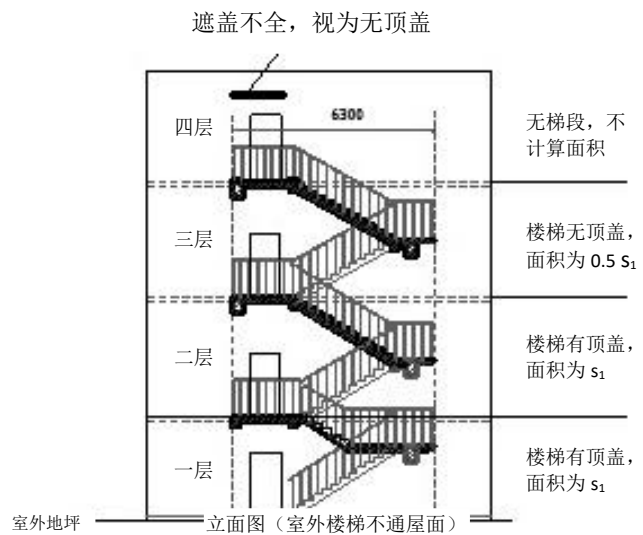 遮盖不全，视为无顶盖
6300
四层
无梯段，不
计算面积
三层
楼梯无顶盖，
面积为 0.5 s₁
二层
楼梯有顶盖，
面积为 s₁
一层
楼梯有顶盖，
面积为 s₁
室外地坪
立面图（室外楼梯不通屋面）